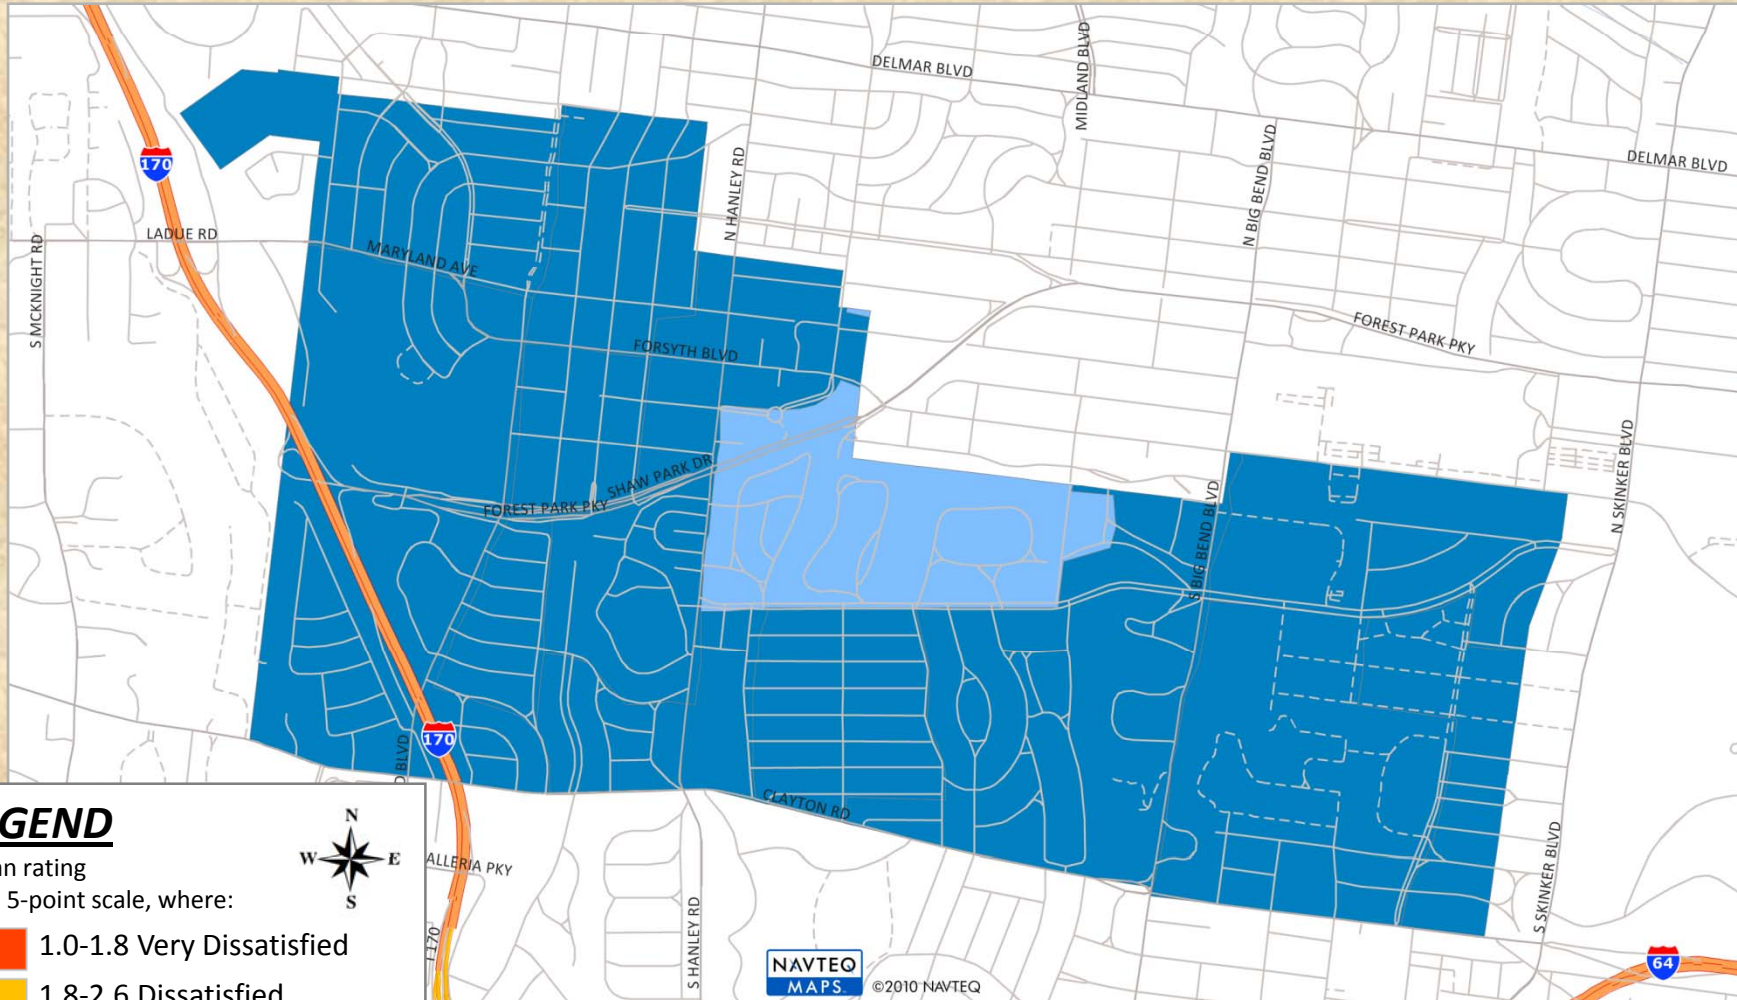 DELMAR BLVD
MIDLAND BLVD
N BIG BEND BLVD
DELMAR BLVD
170
N HANLEY RD
LADUE RD
S MCKNIGHT RD
MARYLAND AVE
FOREST PARK PKY
FORSYTH BLVD
N SKINKER BLVD
SHAW PARK DR
FOREST PARK PKY
S BIG BEND BLVD
170
D BLVD
CLAYTON RD
ALLERIA PKY
S HANLEY RD
I 170
S SKINKER BLVD
64
GEND
N
W E
S
an rating
5-point scale, where:
1.0-1.8 Very Dissatisfied
1.8-2.6 Dissatisfied
NAVTEQ
MAPS
©2010 NAVTEQ